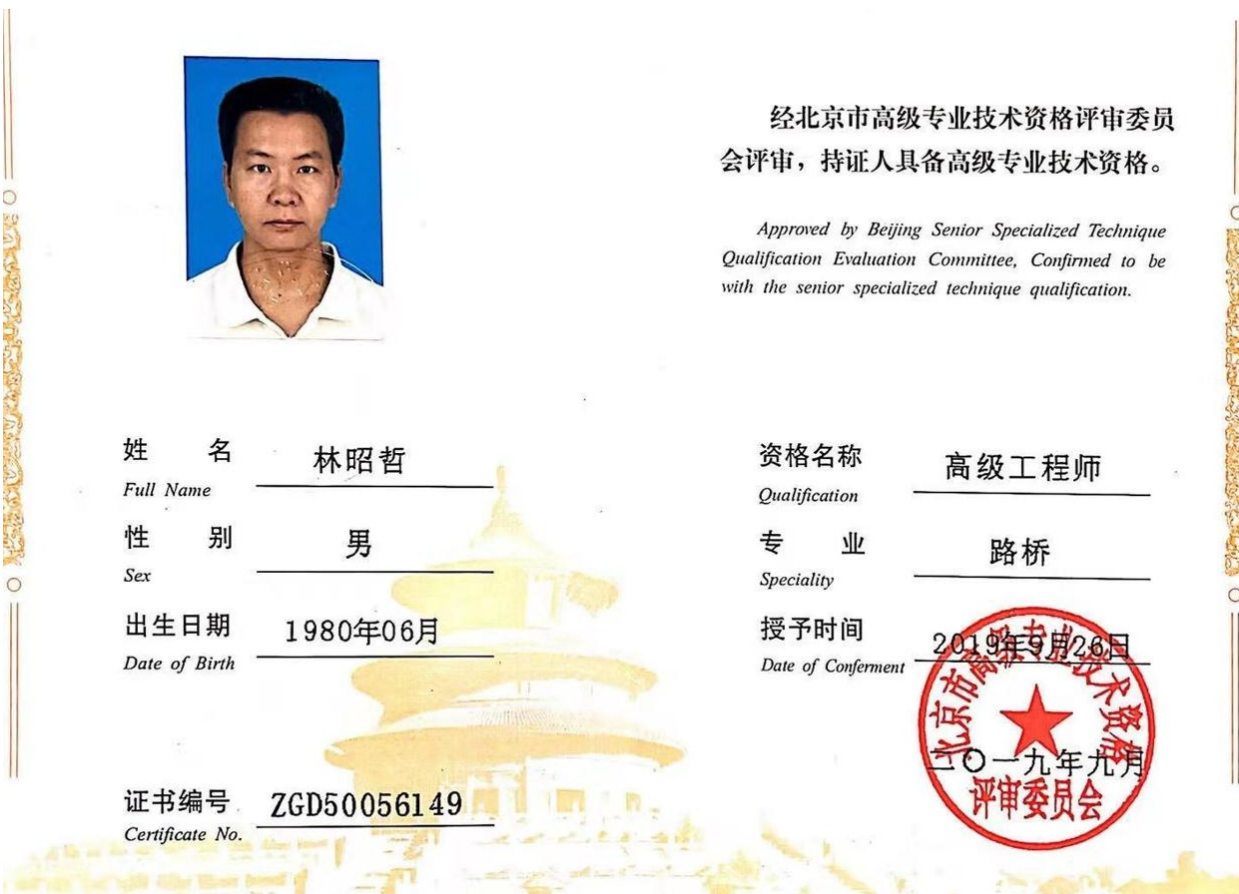 经北京市高级专业技术资格评审委员
会评审，持证人具备高级专业技术资格。
Approved by Beijing Senior Specialized Technique
Qualification Evaluation Committee, Confirmed to be
with the senior specialized technique qualification.
姓 名 林昭哲
Full Name
性 别 男
Sex
出生日期 1980年06月
Date of Birth
证书编号 ZGD50056149
Certificate No.
资格名称 高级工程师
Qualification
专 业 路桥
Speciality
授予时间 2019年9月26日
Date of Conferment
北京市高级专业技术资格
二〇一九年九月
评审委员会